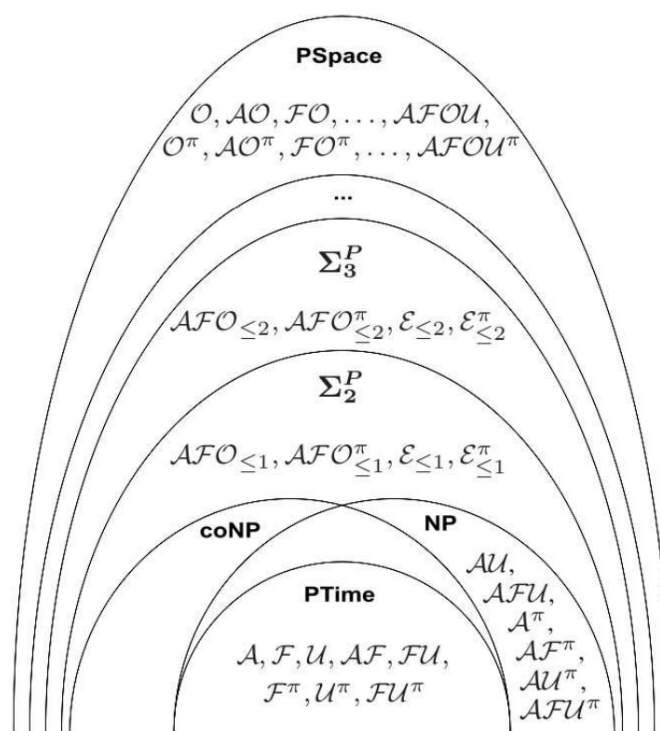 PSpace
𝒪, 𝒜𝒪, ℱ𝒪, . . . , 𝒜ℱ𝒪𝒰,
𝒪^π, 𝒜𝒪^π, ℱ𝒪^π, . . . , 𝒜ℱ𝒪𝒰^π
...
Σ₃^P
𝒜ℱ𝒪_≤2, 𝒜ℱ𝒪^π_≤2, ℰ_≤2, ℰ^π_≤2
Σ₂^P
𝒜ℱ𝒪_≤1, 𝒜ℱ𝒪^π_≤1, ℰ_≤1, ℰ^π_≤1
coNP
NP
𝒜𝒰,
𝒜ℱ𝒰,
𝒜^π,
𝒜ℱ^π,
𝒜𝒰^π,
𝒜ℱ𝒰^π
PTime
𝒜, ℱ, 𝒰, 𝒜ℱ, ℱ𝒰,
ℱ^π, 𝒰^π, ℱ𝒰^π